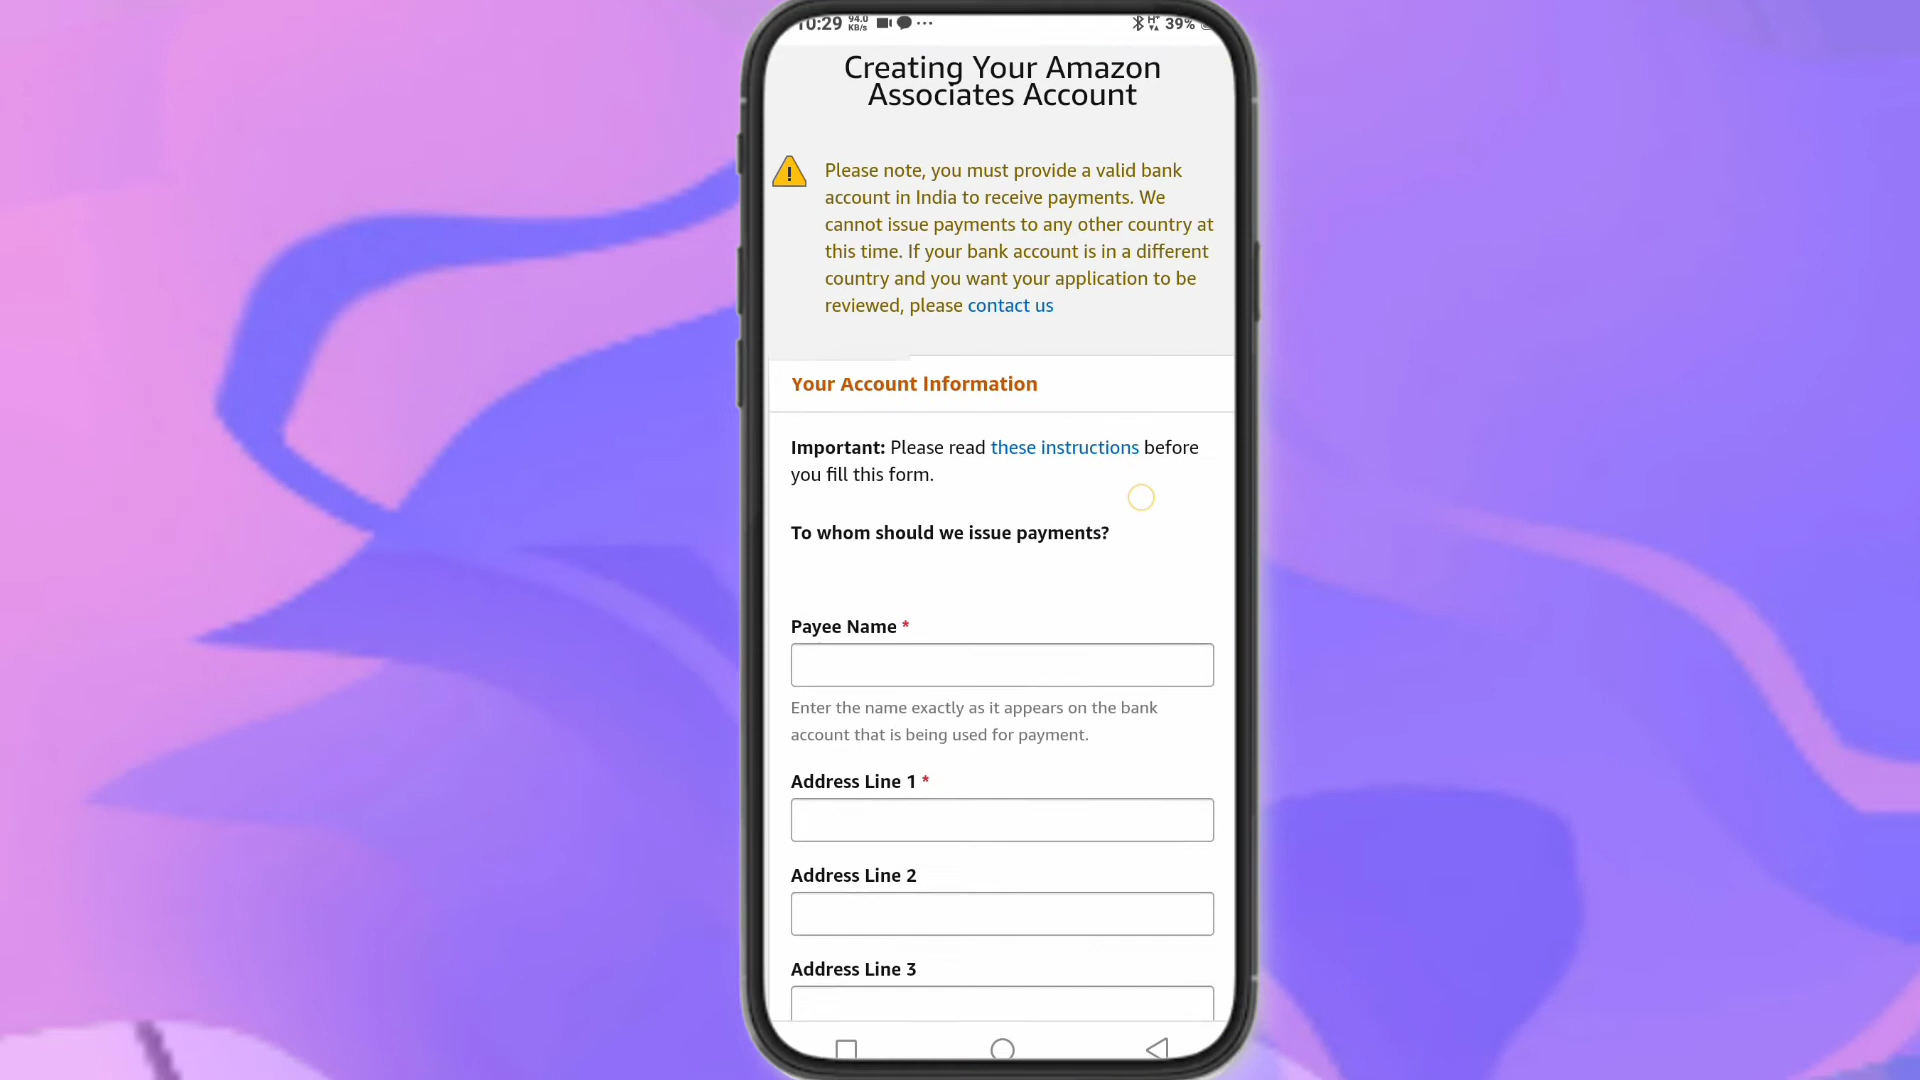 10:29 94.0 KB/s ... 39%
Creating Your Amazon
Associates Account
Please note, you must provide a valid bank
account in India to receive payments. We
cannot issue payments to any other country at
this time. If your bank account is in a different
country and you want your application to be
reviewed, please contact us
Your Account Information
Important: Please read these instructions before
you fill this form.
To whom should we issue payments?
Payee Name *
Enter the name exactly as it appears on the bank
account that is being used for payment.
Address Line 1 *
Address Line 2
Address Line 3